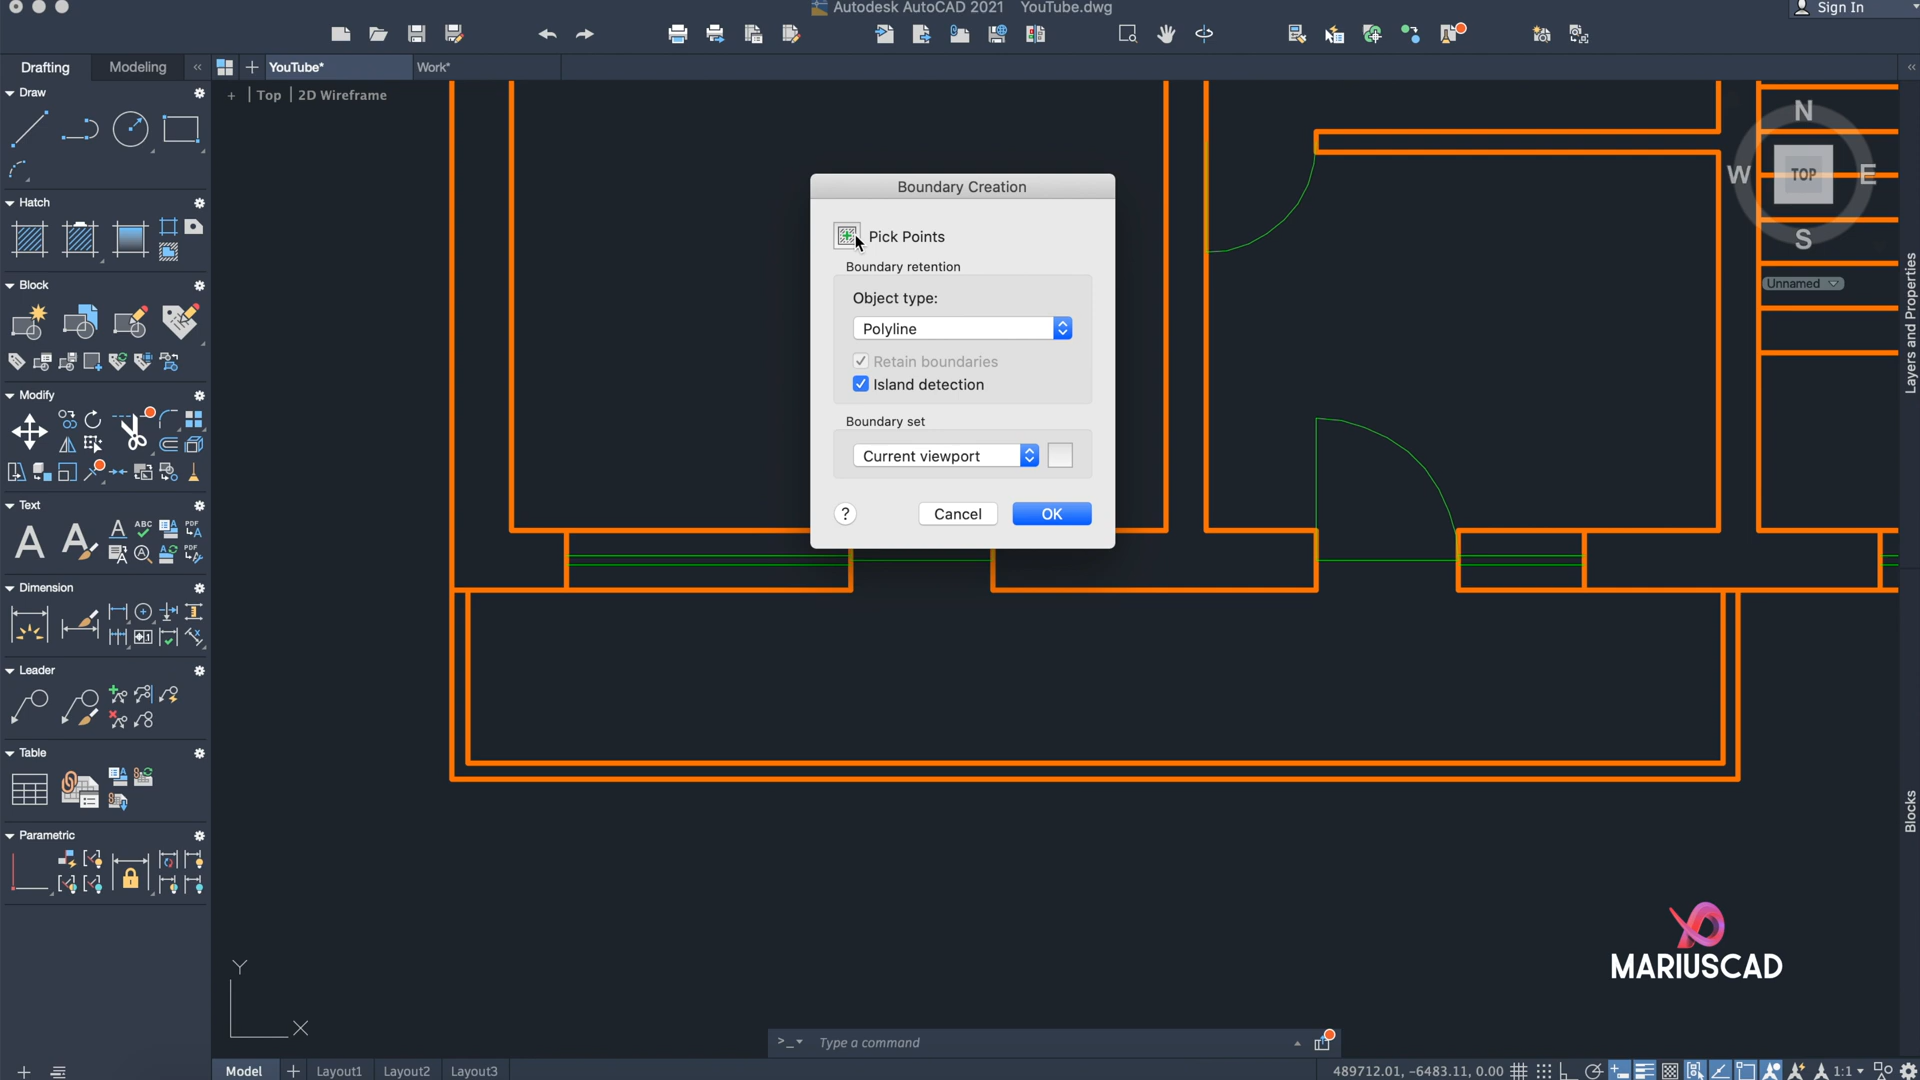 Autodesk AutoCAD 2021 YouTube.dwg
Sign In
Drafting
Modeling
YouTube*
Work*
Draw
Top
2D Wireframe
N
W
TOP
E
S
Unnamed
Hatch
Block
Modify
Text
Dimension
Leader
Table
Parametric
Boundary Creation
Pick Points
Boundary retention
Object type:
Polyline
Retain boundaries
Island detection
Boundary set
Current viewport
?
Cancel
OK
Layers and Properties
Blocks
MARIUSCAD
Y
X
>_
Type a command
Model
Layout1
Layout2
Layout3
489712.01, -6483.11, 0.00
1:1